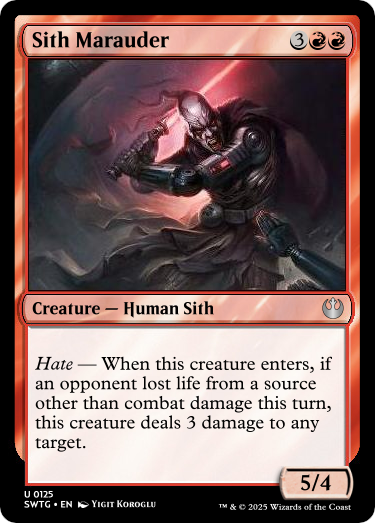 Sith Marauder 3
Creature — Human Sith
Hate — When this creature enters, if
an opponent lost life from a source
other than combat damage this turn,
this creature deals 3 damage to any
target.
5/4
U 0125
SWTG • EN Yigit Koroglu
™ & © 2025 Wizards of the Coast